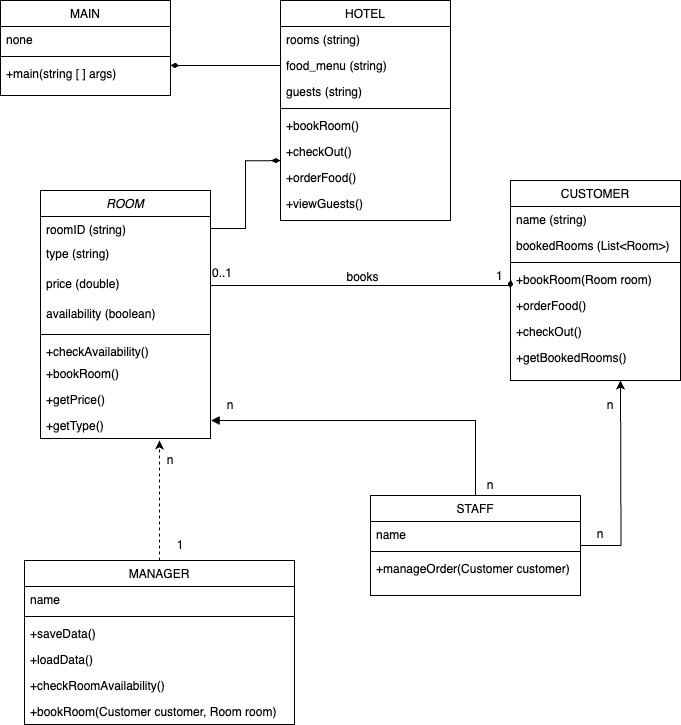 MAIN
none
+main(string [ ] args)
HOTEL
rooms (string)
food_menu (string)
guests (string)
+bookRoom()
+checkOut()
+orderFood()
+viewGuests()
ROOM
roomID (string)
type (string)
price (double)
availability (boolean)
+checkAvailability()
+bookRoom()
+getPrice()
+getType()
0..1
books
1
CUSTOMER
name (string)
bookedRooms (List<Room>)
+bookRoom(Room room)
+orderFood()
+checkOut()
+getBookedRooms()
n
n
n
n
STAFF
name
+manageOrder(Customer customer)
n
1
MANAGER
name
+saveData()
+loadData()
+checkRoomAvailability()
+bookRoom(Customer customer, Room room)